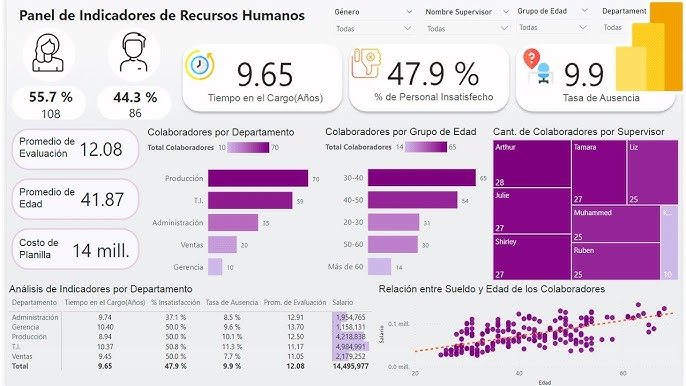 Panel de Indicadores de Recursos Humanos
Género
Nombre Supervisor
Grupo de Edad
Departament
Todas
Todas
Todas
Todas
55.7 %
108
44.3 %
86
9.65
Tiempo en el Cargo(Años)
47.9 %
% de Personal Insatisfecho
9.9
Tasa de Ausencia
Promedio de Evaluación
12.08
Promedio de Edad
41.87
Costo de Planilla
14 mill.
Colaboradores por Departamento
Total Colaboradores 10 70
Producción 70
T.I. 59
Administración 35
Ventas 20
Gerencia 10
Colaboradores por Grupo de Edad
Total Colaboradores 14 65
30-40 65
40-50 54
20-30 31
50-60 30
Más de 60 14
Cant. de Colaboradores por Supervisor
Arthur
28
Julie
27
Shirley
27
Tamara
27
Liz
25
Muhammed
25
Ruben
25
K...
10
Análisis de Indicadores por Departamento
Departamento Tiempo en el Cargo(Años) % Insatisfacción Tasa de Ausencia Prom. de Evaluación Salario
Administración 9.74 37.1 % 8.5 % 12.91 1,954,765
Gerencia 10.40 50.0 % 9.6 % 13.70 1,158,131
Producción 8.94 50.0 % 10.1 % 12.50 4,218,838
T.I. 10.37 50.8 % 11.3 % 11.17 4,984,991
Ventas 9.45 50.0 % 7.7 % 11.05 2,179,252
Total 9.65 47.9 % 9.9 % 12.08 14,495,977
Relación entre Sueldo y Edad de los Colaboradores
Salario
0.1 mill.
0.0 mill.
20
40
60
Edad